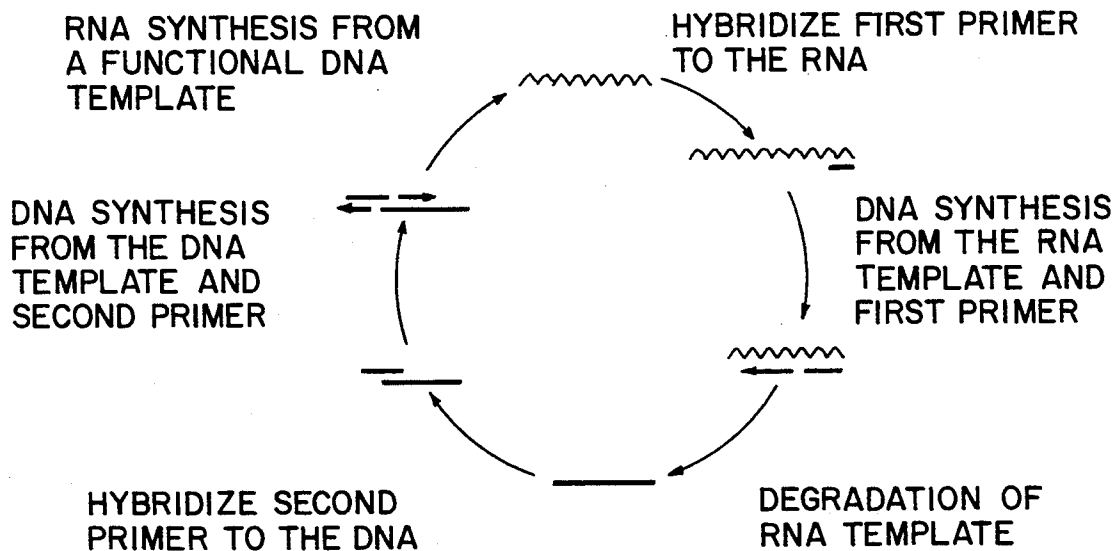 RNA SYNTHESIS FROM
A FUNCTIONAL DNA
TEMPLATE
HYBRIDIZE FIRST PRIMER
TO THE RNA
DNA SYNTHESIS
FROM THE DNA
TEMPLATE AND
SECOND PRIMER
DNA SYNTHESIS
FROM THE RNA
TEMPLATE AND
FIRST PRIMER
HYBRIDIZE SECOND
PRIMER TO THE DNA
DEGRADATION OF
RNA TEMPLATE